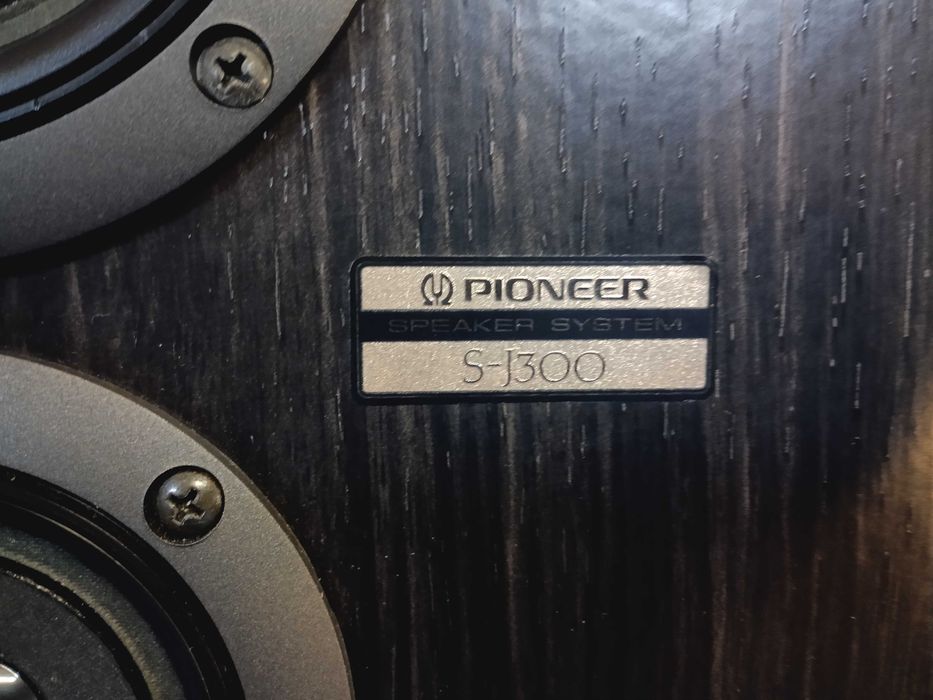 PIONEER
SPEAKER SYSTEM
S-J300